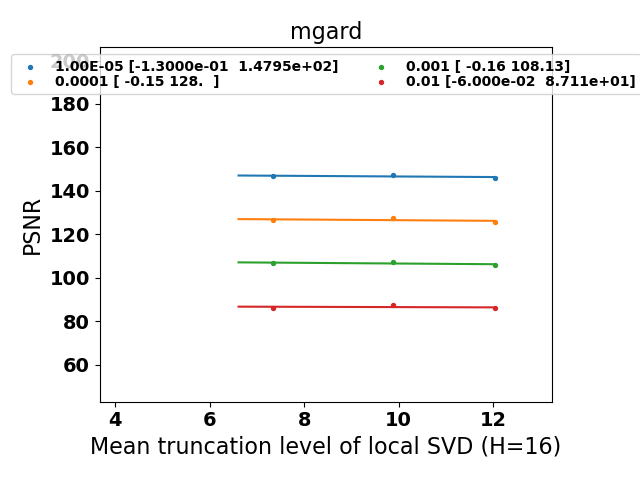 mgard
1.00E-05 [-1.3000e-01 1.4795e+02]
0.0001 [ -0.15 128. ]
0.001 [ -0.16 108.13]
0.01 [-6.000e-02 8.711e+01]
PSNR
200
180
160
140
120
100
80
60
4 6 8 10 12
Mean truncation level of local SVD (H=16)